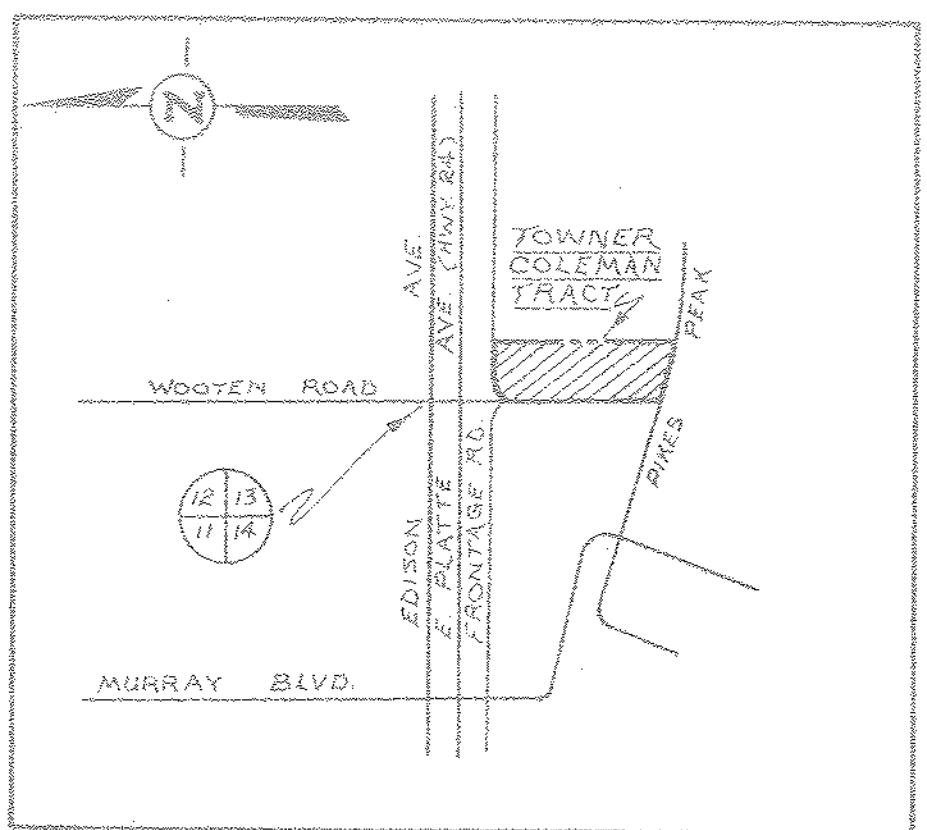 N
TOWNER
COLEMAN
TRACT
AVE.
AVE. (HWY. 24)
PEAK
WOOTEN ROAD
PIKES
12 13
11 14
EDISON
E. PLATTE
FRONTAGE RD.
MURRAY BLVD.